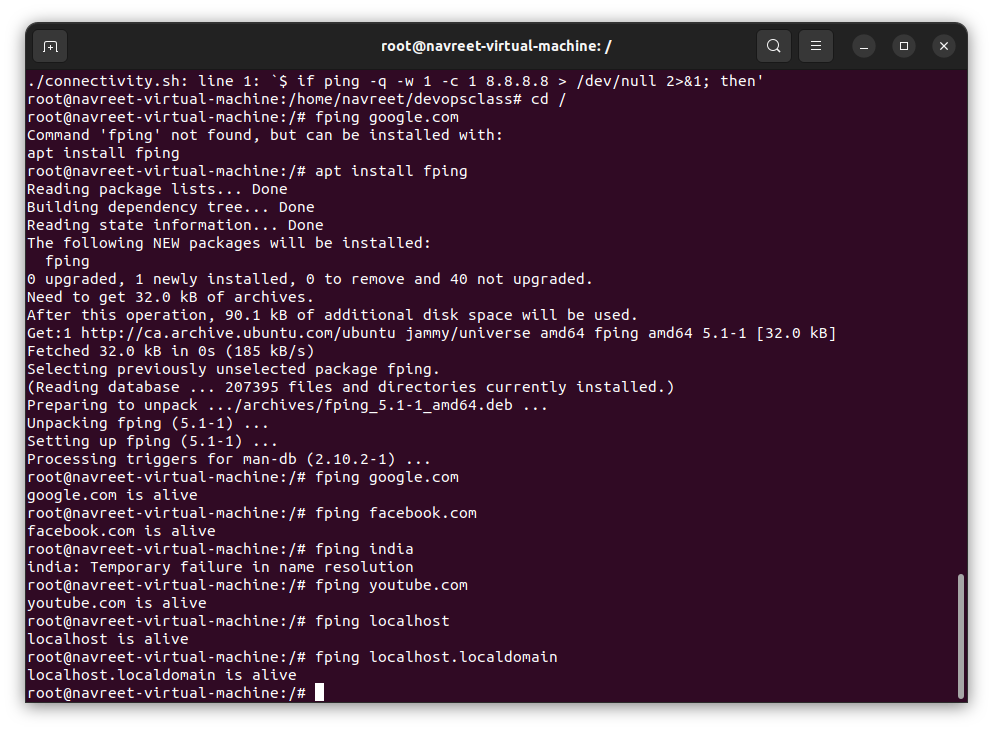 root@navreet-virtual-machine: /
./connectivity.sh: line 1: `$ if ping -q -w 1 -c 1 8.8.8.8 > /dev/null 2>&1; then'
root@navreet-virtual-machine:/home/navreet/devopsclass# cd /
root@navreet-virtual-machine:/# fping google.com
Command 'fping' not found, but can be installed with:
apt install fping
root@navreet-virtual-machine:/# apt install fping
Reading package lists... Done
Building dependency tree... Done
Reading state information... Done
The following NEW packages will be installed:
  fping
0 upgraded, 1 newly installed, 0 to remove and 40 not upgraded.
Need to get 32.0 kB of archives.
After this operation, 90.1 kB of additional disk space will be used.
Get:1 http://ca.archive.ubuntu.com/ubuntu jammy/universe amd64 fping amd64 5.1-1 [32.0 kB]
Fetched 32.0 kB in 0s (185 kB/s)
Selecting previously unselected package fping.
(Reading database ... 207395 files and directories currently installed.)
Preparing to unpack .../archives/fping_5.1-1_amd64.deb ...
Unpacking fping (5.1-1) ...
Setting up fping (5.1-1) ...
Processing triggers for man-db (2.10.2-1) ...
root@navreet-virtual-machine:/# fping google.com
google.com is alive
root@navreet-virtual-machine:/# fping facebook.com
facebook.com is alive
root@navreet-virtual-machine:/# fping india
india: Temporary failure in name resolution
root@navreet-virtual-machine:/# fping youtube.com
youtube.com is alive
root@navreet-virtual-machine:/# fping localhost
localhost is alive
root@navreet-virtual-machine:/# fping localhost.localdomain
localhost.localdomain is alive
root@navreet-virtual-machine:/#